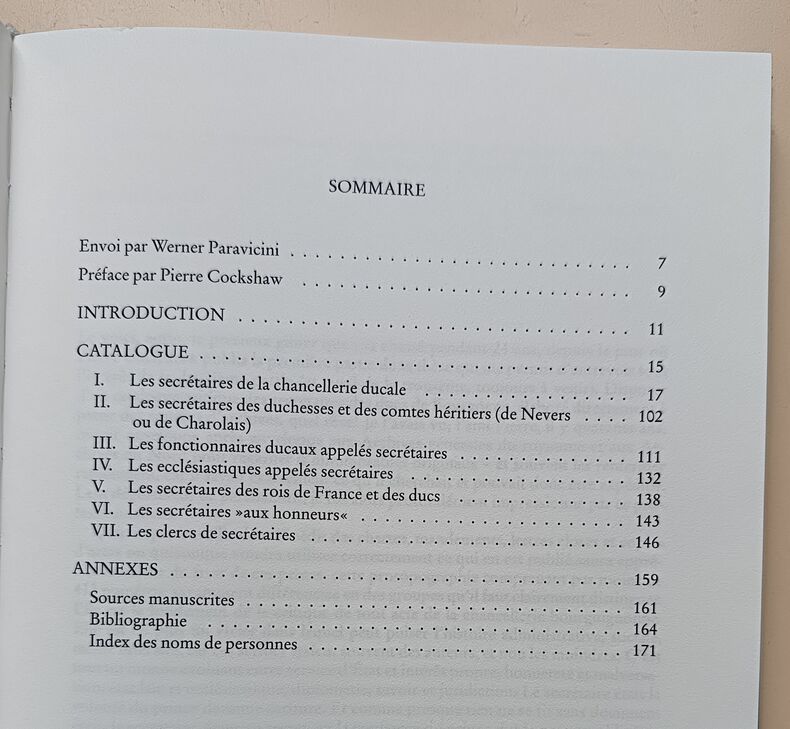 SOMMAIRE
Envoi par Werner Paravicini . . . . . . . . . . . . . . . . . . . . . . . . . . . . 7
Préface par Pierre Cockshaw . . . . . . . . . . . . . . . . . . . . . . . . . . . 9
INTRODUCTION . . . . . . . . . . . . . . . . . . . . . . . . . . . . . . . . 11
CATALOGUE . . . . . . . . . . . . . . . . . . . . . . . . . . . . . . . . . . . 15
I. Les secrétaires de la chancellerie ducale . . . . . . . . . . . . . . . . . 17
II. Les secrétaires des duchesses et des comtes héritiers (de Nevers . . . . 102
ou de Charolais)
III. Les fonctionnaires ducaux appelés secrétaires . . . . . . . . . . . . . . 111
IV. Les ecclésiastiques appelés secrétaires . . . . . . . . . . . . . . . . . . 132
V. Les secrétaires des rois de France et des ducs . . . . . . . . . . . . . . 138
VI. Les secrétaires »aux honneurs« . . . . . . . . . . . . . . . . . . . . . . 143
VII. Les clercs de secrétaires . . . . . . . . . . . . . . . . . . . . . . . . . . 146
ANNEXES . . . . . . . . . . . . . . . . . . . . . . . . . . . . . . . . . . . . . 159
Sources manuscrites . . . . . . . . . . . . . . . . . . . . . . . . . . . . . . . 161
Bibliographie . . . . . . . . . . . . . . . . . . . . . . . . . . . . . . . . . . 164
Index des noms de personnes . . . . . . . . . . . . . . . . . . . . . . . . . . 171